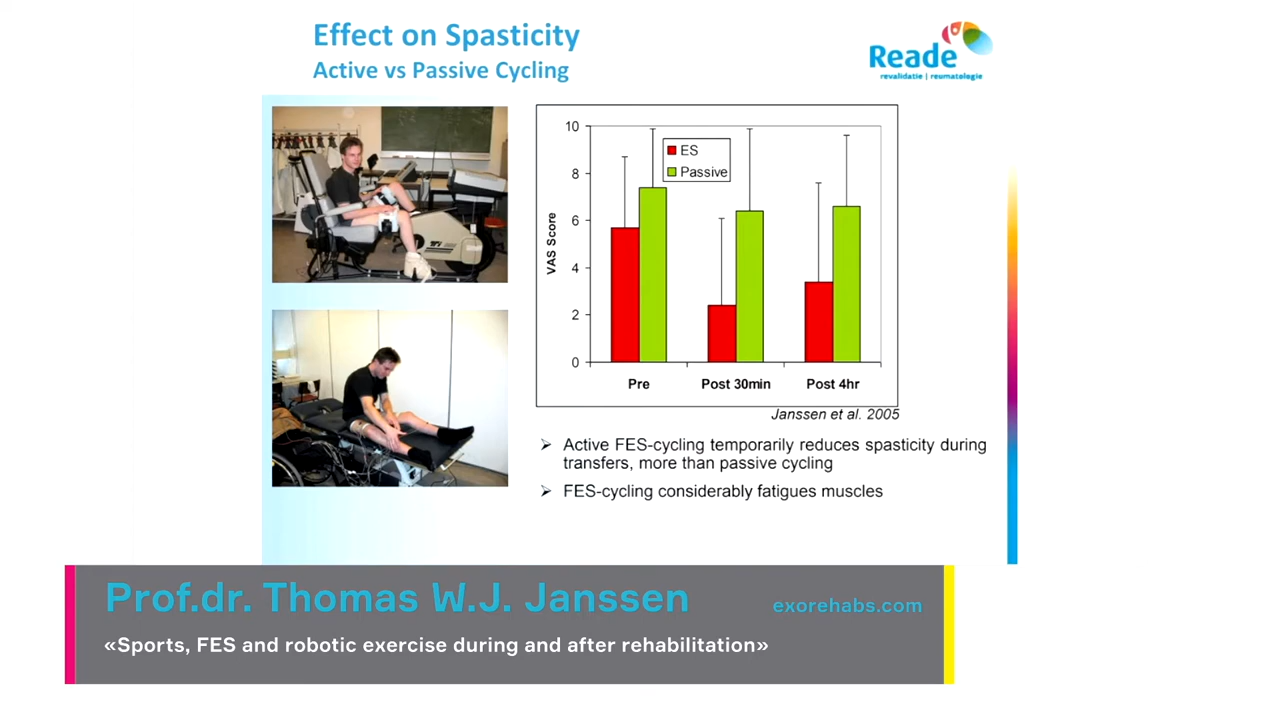 Effect on Spasticity
Active vs Passive Cycling
Reade
revalidatie | reumatologie
10
8
6
4
2
0
VAS Score
ES
Passive
Pre
Post 30min
Post 4hr
Janssen et al. 2005
➢ Active FES-cycling temporarily reduces spasticity during
transfers, more than passive cycling
➢ FES-cycling considerably fatigues muscles
Prof.dr. Thomas W.J. Janssen
exorehabs.com
«Sports, FES and robotic exercise during and after rehabilitation»